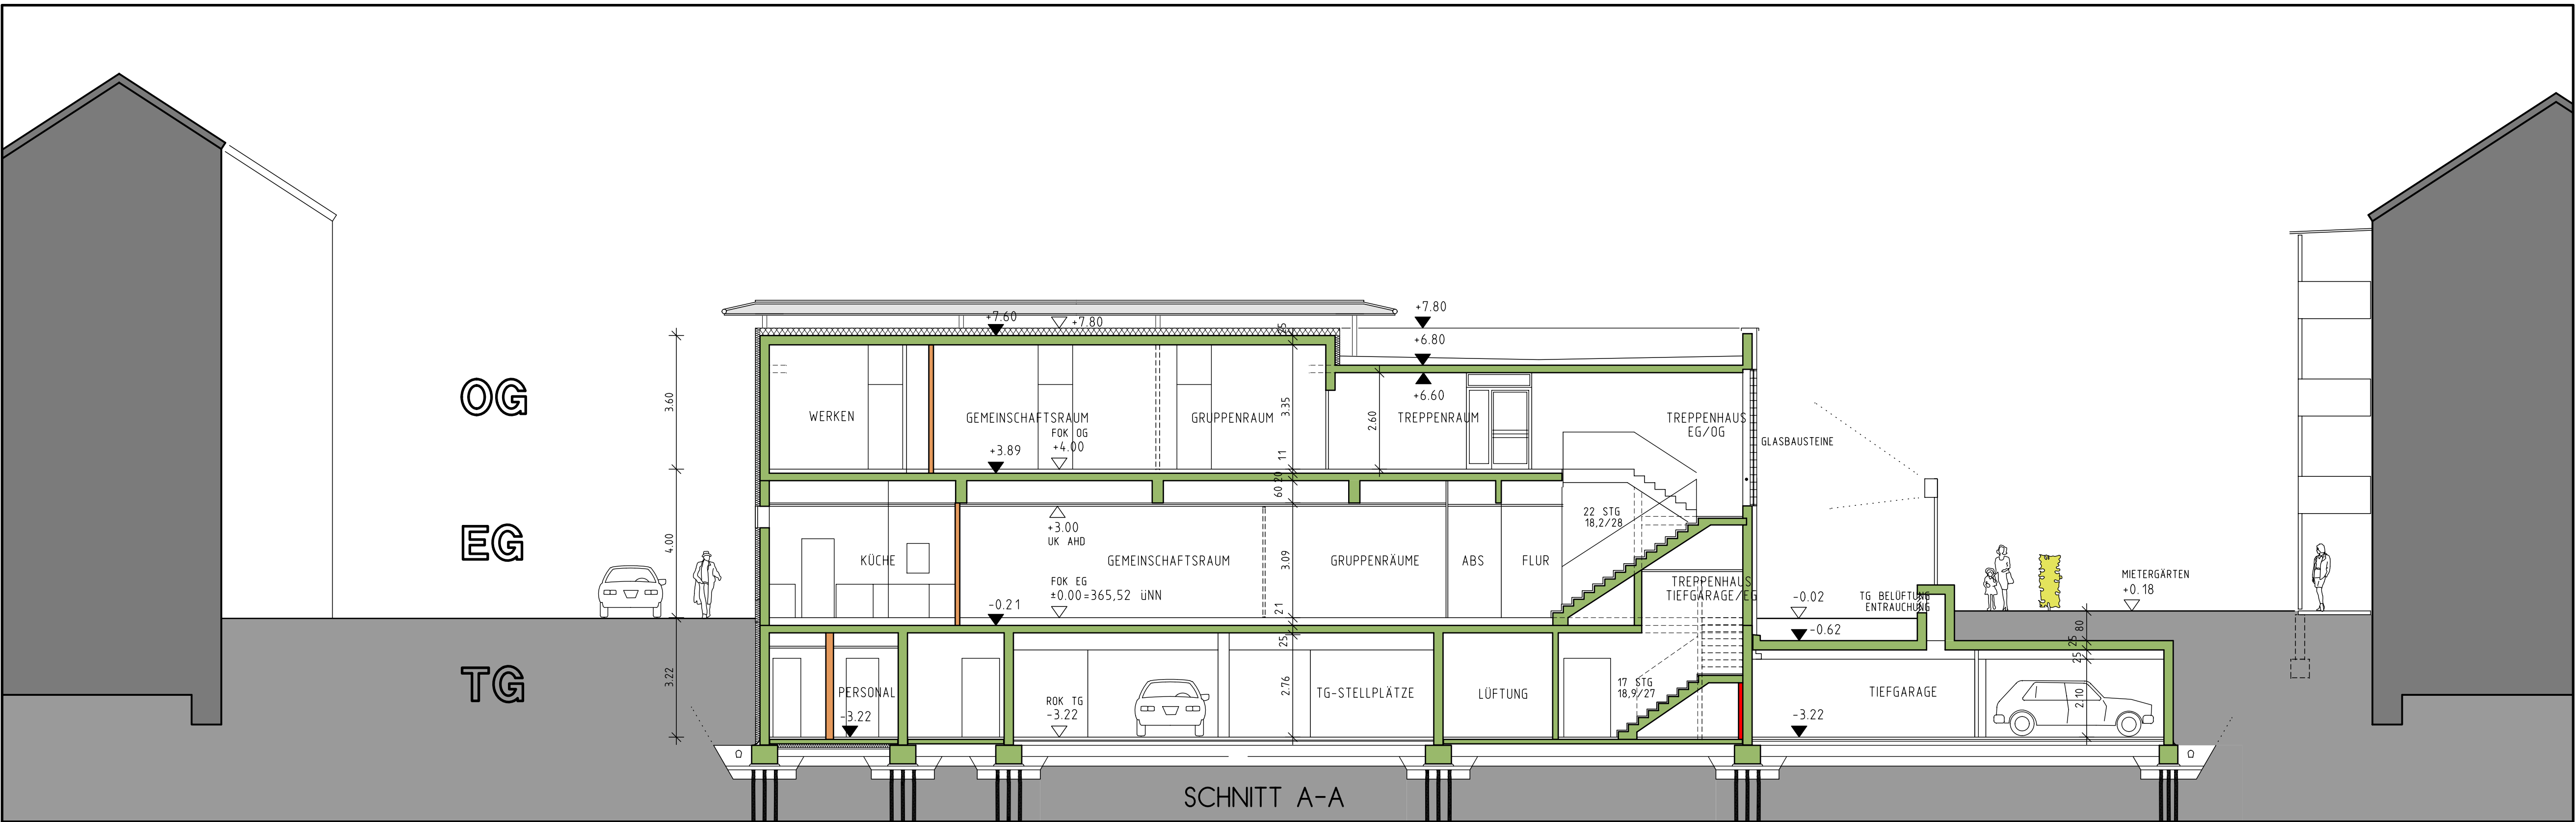 +7.80
+7.60
+7.80
25
+6.80
+6.60
OG
3.60
WERKEN
GEMEINSCHAFTSRAUM
GRUPPENRAUM
3.35
2.60
TREPPENRAUM
TREPPENHAUS
EG/OG
GLASBAUSTEINE
FOK OG
+4.00
+3.89
11
20
60
22 STG
18,2/28
+3.00
UK AHD
EG
4.00
KÜCHE
GEMEINSCHAFTSRAUM
3.09
GRUPPENRÄUME
ABS
FLUR
FOK EG
±0.00=365,52 üNN
-0.21
21
TREPPENHAUS
TIEFGARAGE/EG
-0.02
TG BELÜFTUNG
ENTRAUCHUNG
MIETERGÄRTEN
+0.18
-0.62
80
25
25
25
TG
3.22
PERSONAL
-3.22
ROK TG
-3.22
2.76
TG-STELLPLÄTZE
LÜFTUNG
17 STG
18,9/27
-3.22
TIEFGARAGE
2.10
SCHNITT A-A